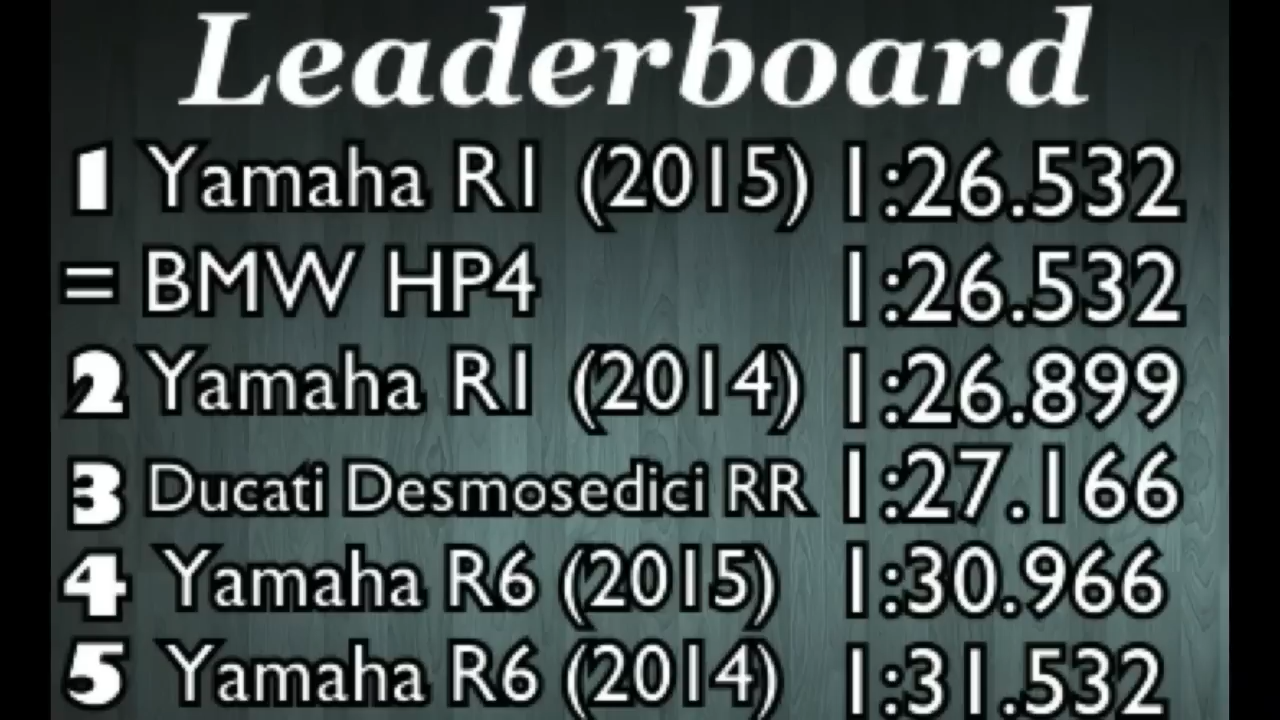 Leaderboard
1 Yamaha R1 (2015) 1:26.532
= BMW HP4 1:26.532
2 Yamaha R1 (2014) 1:26.899
3 Ducati Desmosedici RR 1:27.166
4 Yamaha R6 (2015) 1:30.966
5 Yamaha R6 (2014) 1:31.532